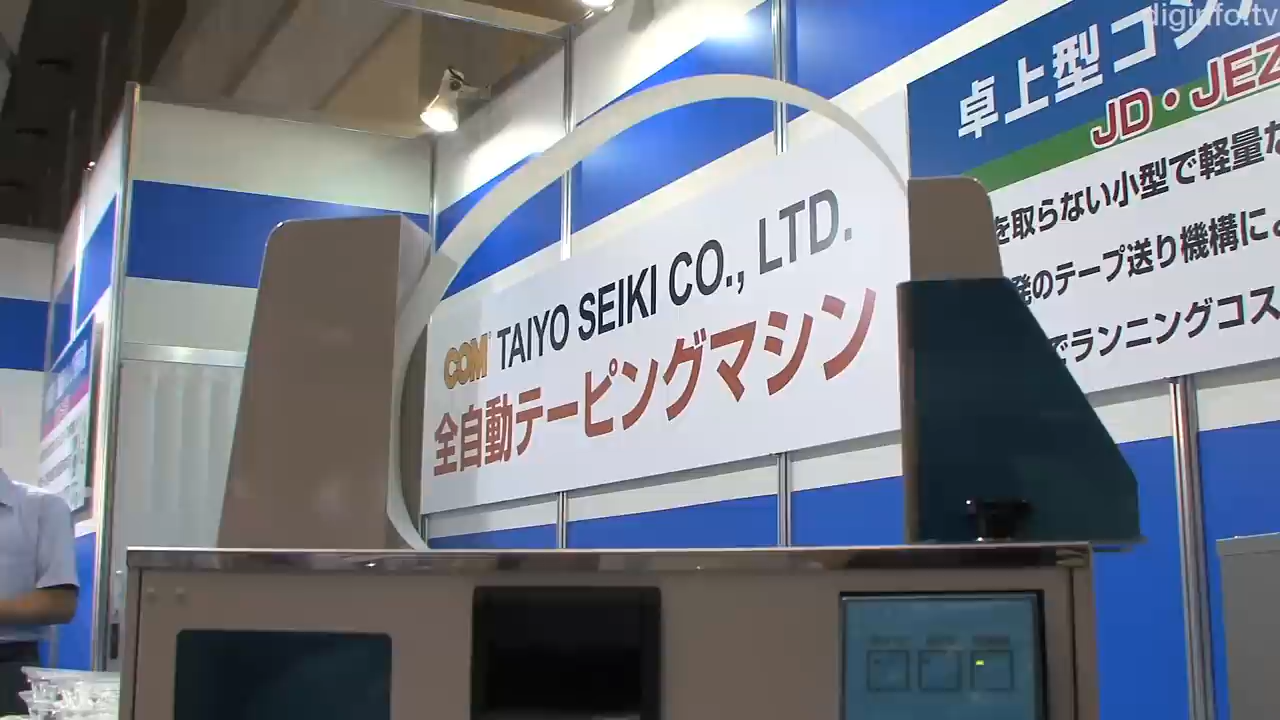 diginfo.tv
卓上型コン
JD・JEZ
を取らない小型で軽量な
発のテープ送り機構によ
でランニングコス
COM TAIYO SEIKI CO., LTD.
全自動テーピングマシン